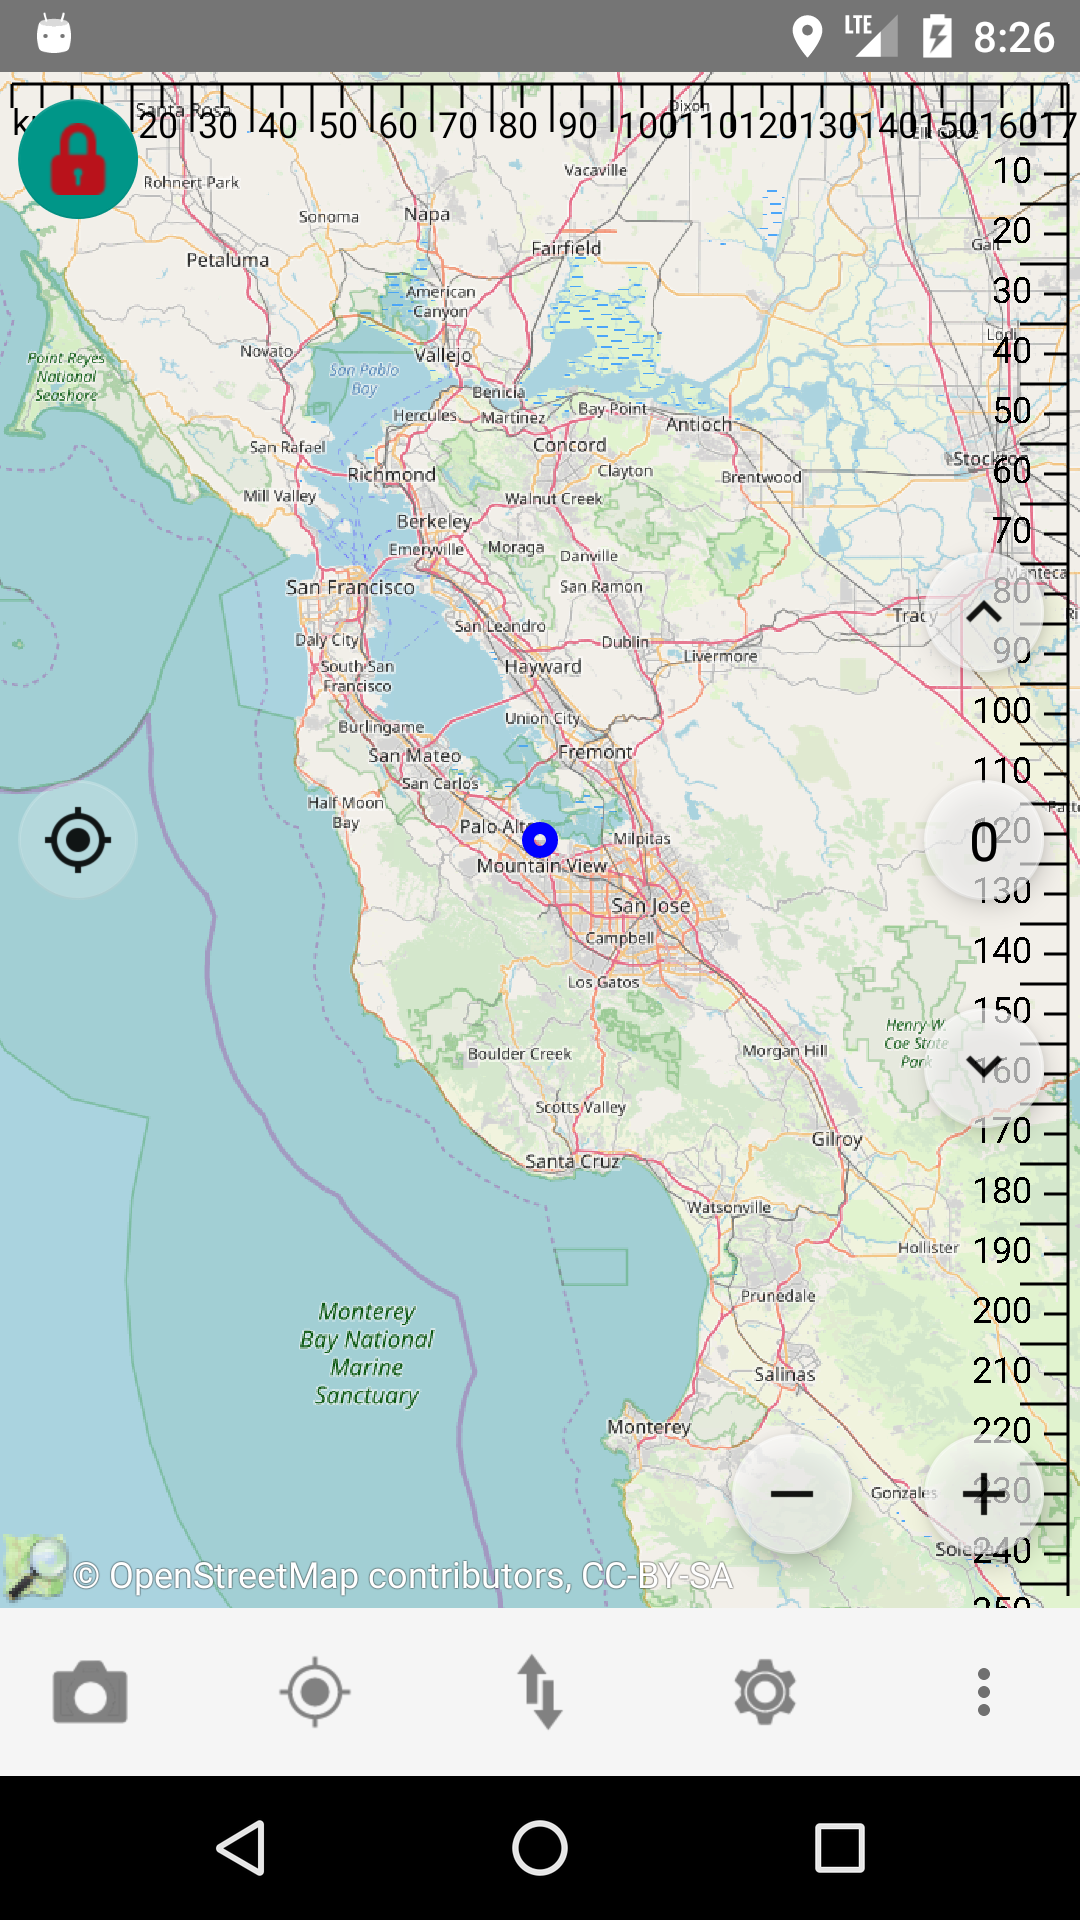 LTE 8:26
Santa Rosa
Dixon
20 30 40 50 60 70 80 90 100 110 120 130 140 150 160 17
Elk Grove
Vacaville
10
Rohnert Park
Sonoma
Napa
20
Fairfield
Galt
Petaluma
American
Canyon
30
Lodi
Novato
Vallejo
40
Point Reyes
National
Seashore
San Pablo
Bay
Benicia
Hercules
Martinez
Bay Point
50
Antioch
San Rafael
Concord
Stockton
60
Richmond
Clayton
Brentwood
Mill Valley
Walnut Creek
Berkeley
70
Emeryville
Moraga
Danville
Manteca
San Francisco
San Ramon
80
Tracy
San Leandro
Daly City
Dublin
90
South San
Francisco
Hayward
Livermore
Union City
100
Burlingame
San Mateo
Fremont
110
San Carlos
Half Moon
Bay
Palo Alto
120
0
Milpitas
Mountain View
130
San Jose
Campbell
140
Los Gatos
150
Henry W.
Coe State
Park
Boulder Creek
Morgan Hill
160
Scotts Valley
170
Gilroy
Santa Cruz
180
Watsonville
Hollister
190
Prunedale
200
Monterey
Bay National
Marine
Sanctuary
210
Salinas
Monterey
220
Gonzales
230
240
250
© OpenStreetMap contributors, CC-BY-SA